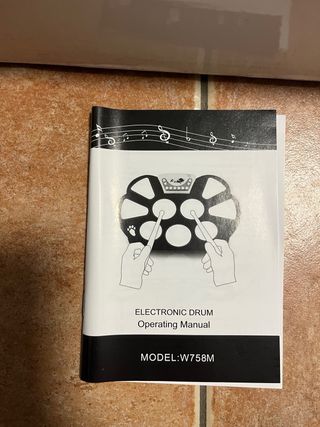 ELECTRONIC DRUM
Operating Manual
MODEL:W758M